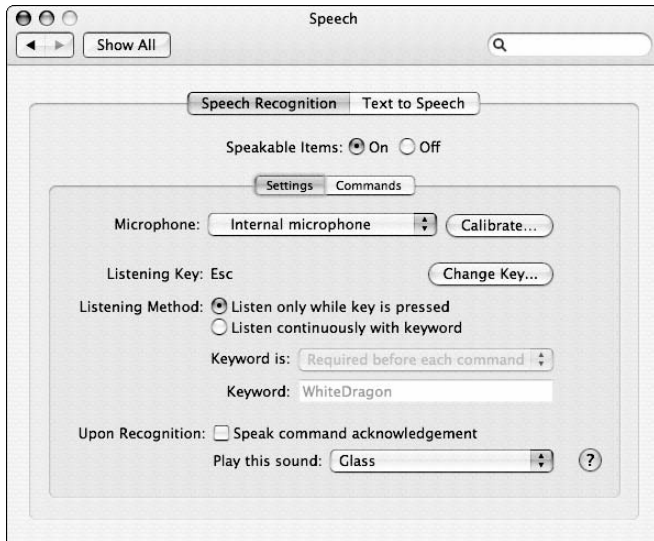 Speech
Show All
Speech Recognition Text to Speech
Speakable Items: On Off
Settings Commands
Microphone: Internal microphone Calibrate...
Listening Key: Esc Change Key...
Listening Method: Listen only while key is pressed
Listen continuously with keyword
Keyword is: Required before each command
Keyword: WhiteDragon
Upon Recognition: Speak command acknowledgement
Play this sound: Glass ?